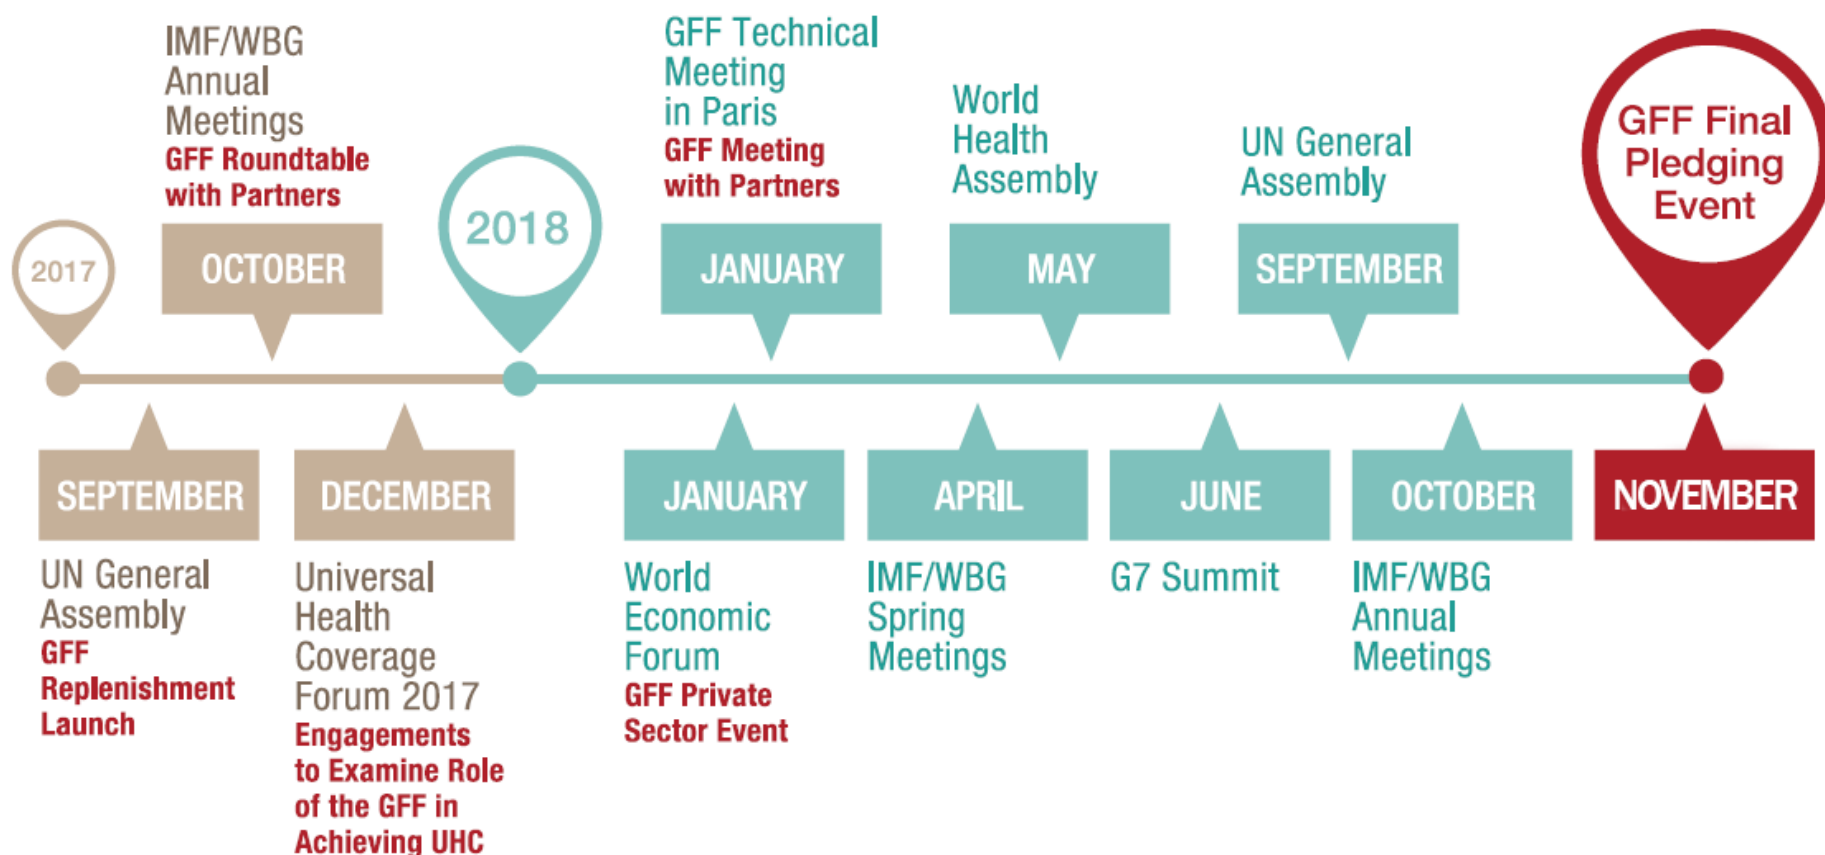 2017
IMF/WBG
Annual
Meetings
GFF Roundtable
with Partners
OCTOBER
SEPTEMBER
UN General
Assembly
GFF
Replenishment
Launch
DECEMBER
Universal
Health
Coverage
Forum 2017
Engagements
to Examine Role
of the GFF in
Achieving UHC
2018
GFF Technical
Meeting
in Paris
GFF Meeting
with Partners
JANUARY
JANUARY
World
Economic
Forum
GFF Private
Sector Event
World
Health
Assembly
MAY
APRIL
IMF/WBG
Spring
Meetings
UN General
Assembly
SEPTEMBER
JUNE
G7 Summit
OCTOBER
IMF/WBG
Annual
Meetings
GFF Final
Pledging
Event
NOVEMBER